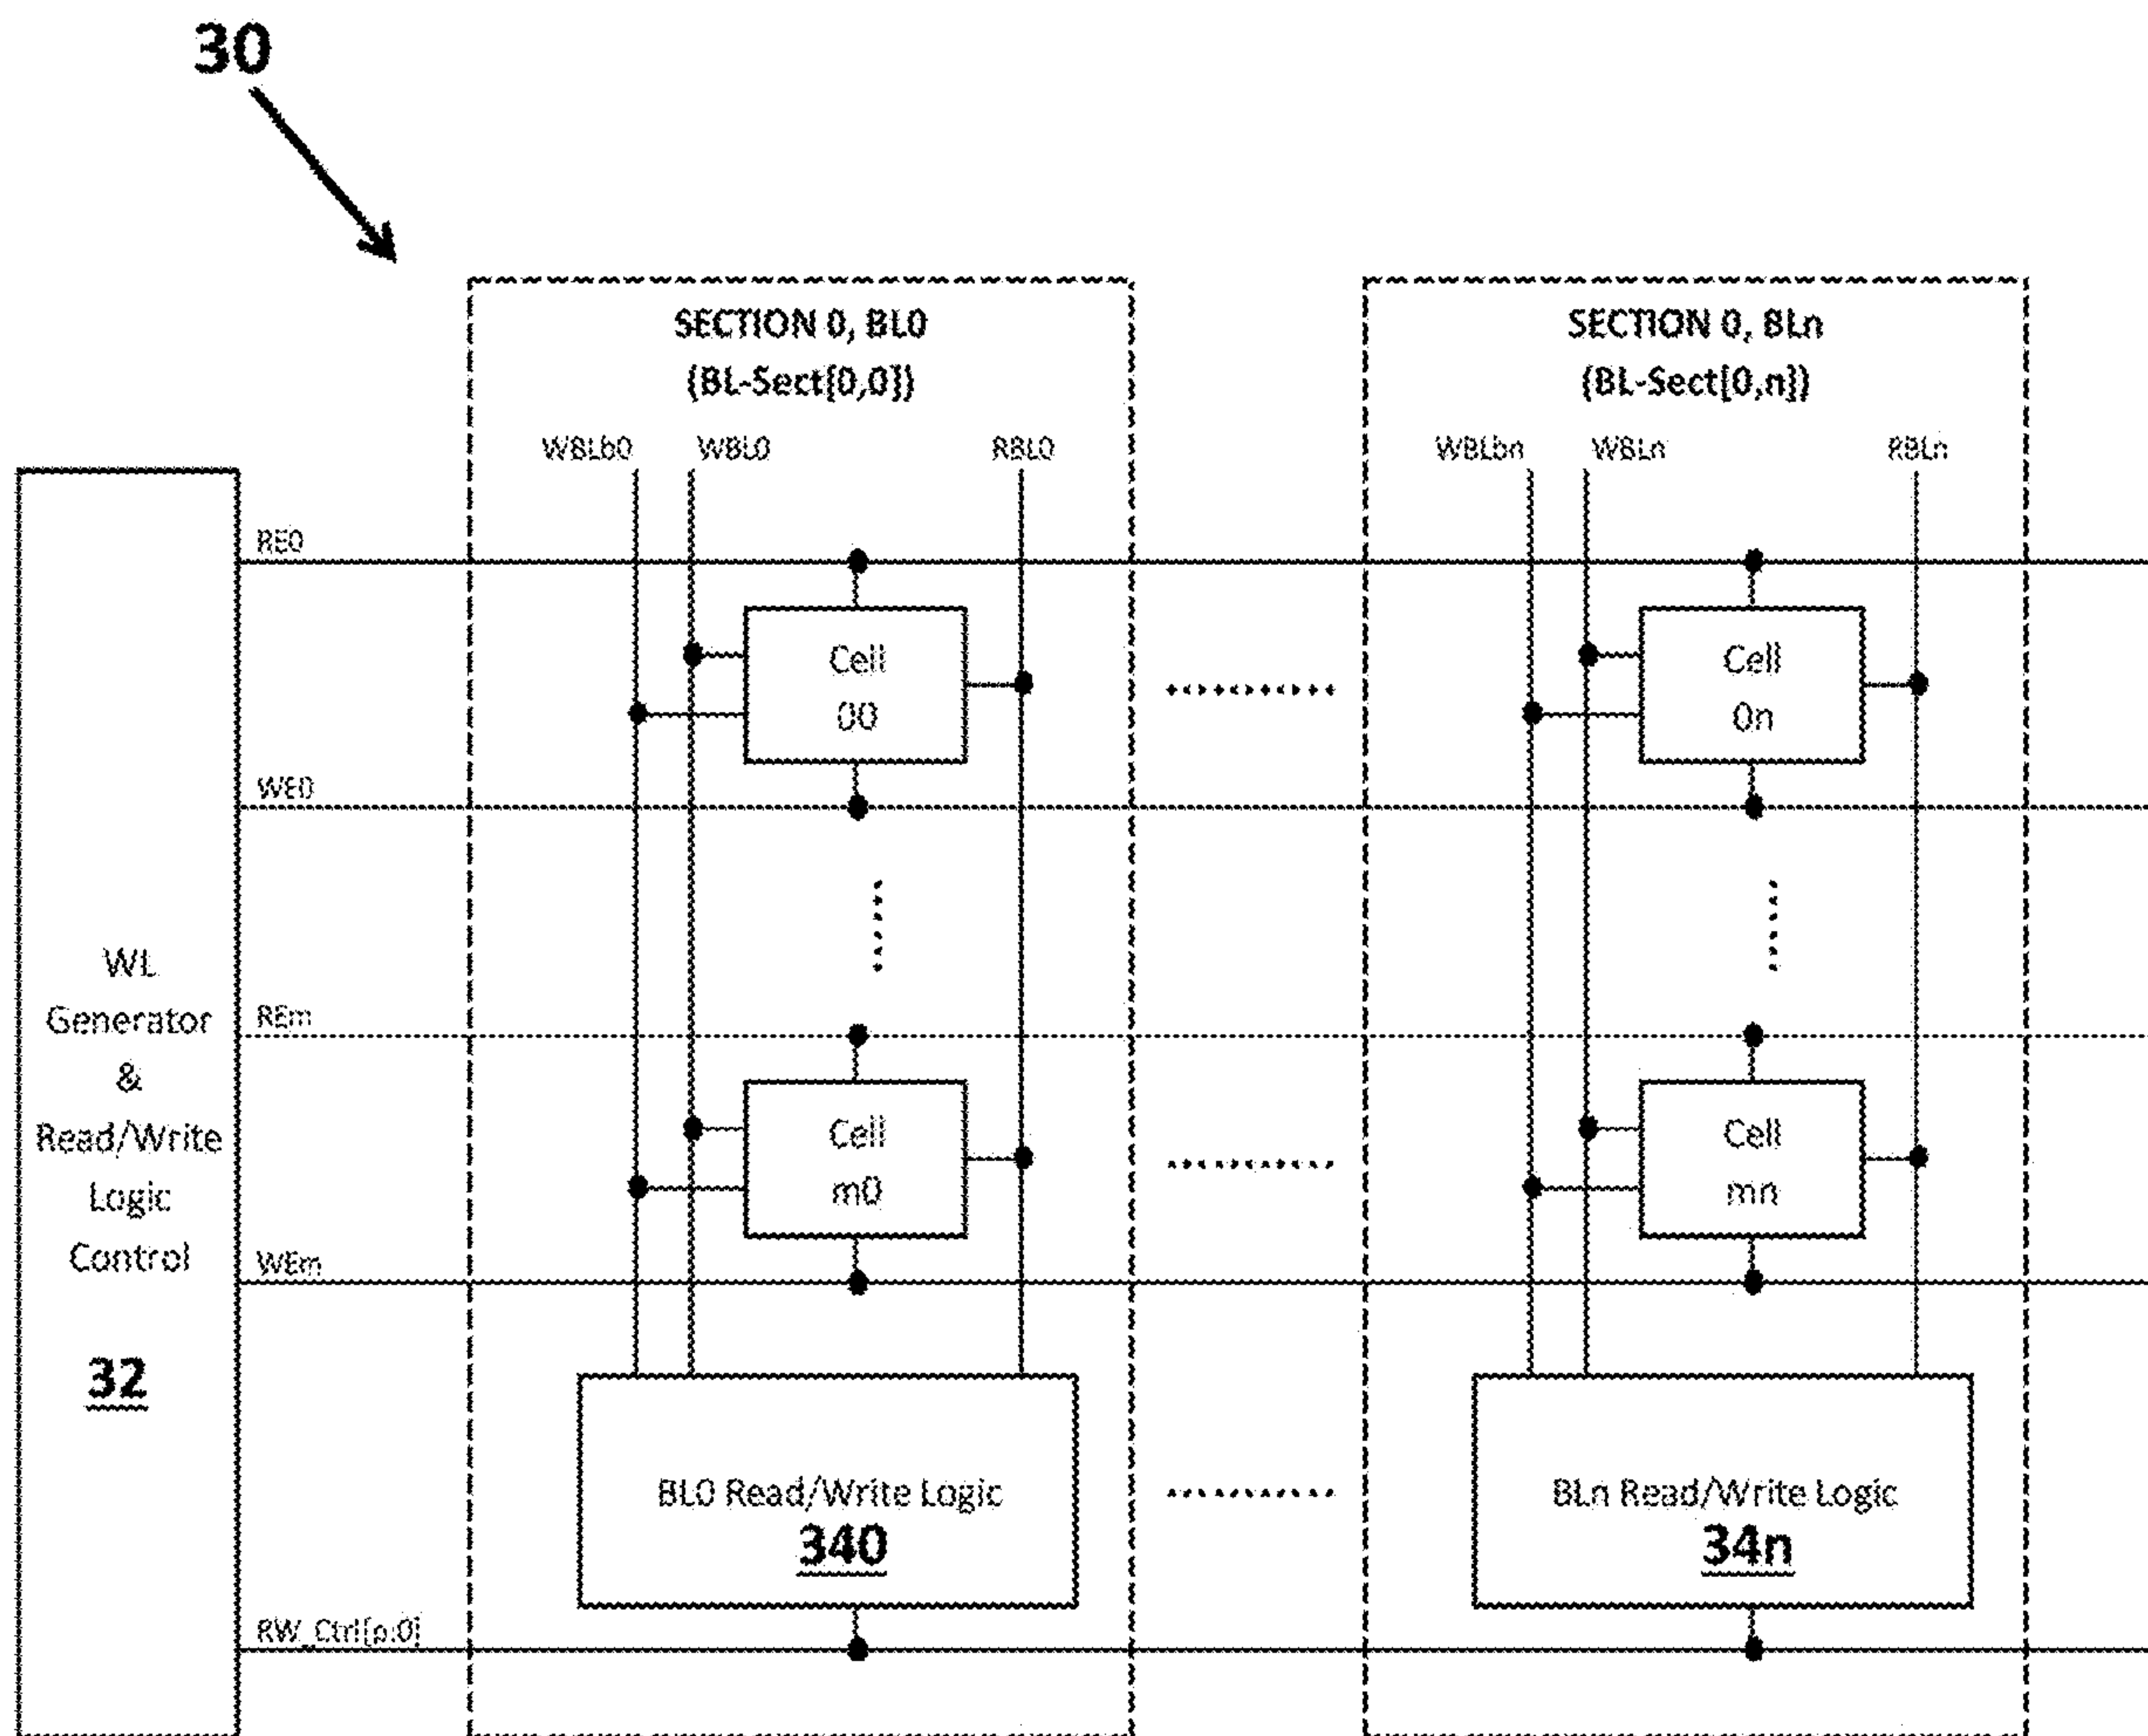 30
SECTION 0, BL0
(BL-Sect[0,0])
SECTION 0, BLn
(BL-Sect[0,n])
WBLb0
WBL0
RBL0
WBLbn
WBLn
RBLn
RE0
Cell
00
Cell
0n
WE0
WL
Generator
&
Read/Write
Logic
Control
32
REm
Cell
m0
Cell
mn
WEm
BL0 Read/Write Logic
340
BLn Read/Write Logic
34n
RW_Ctrl[p:0]